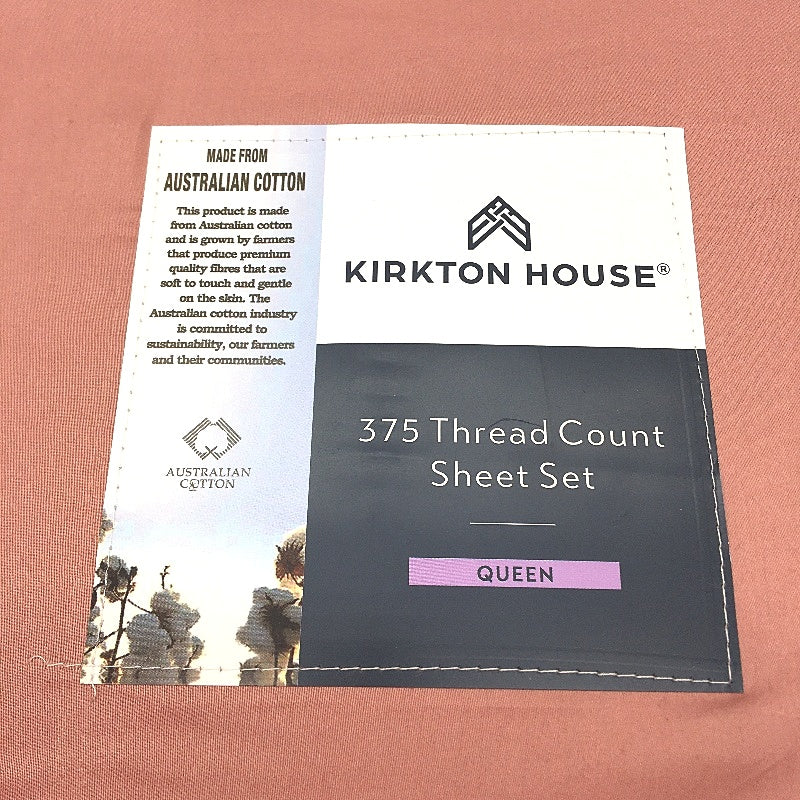 MADE FROM
AUSTRALIAN COTTON
This product is made
from Australian cotton
and is grown by farmers
that produce premium
quality fibres that are
soft to touch and gentle
on the skin. The
Australian cotton industry
is committed to
sustainability, our farmers
and their communities.
AUSTRALIAN
COTTON
KIRKTON HOUSE®
375 Thread Count
Sheet Set
QUEEN